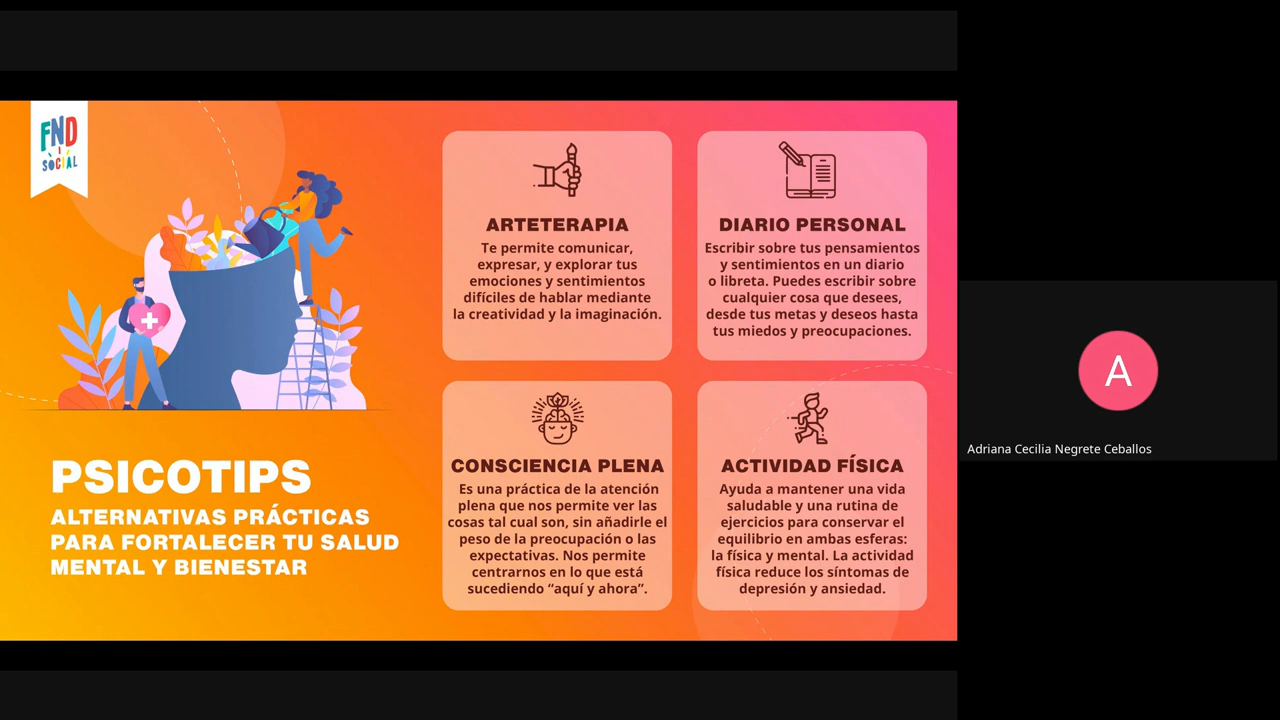 FND
SOCIAL
PSICOTIPS
ALTERNATIVAS PRÁCTICAS
PARA FORTALECER TU SALUD
MENTAL Y BIENESTAR
ARTETERAPIA
Te permite comunicar,
expresar, y explorar tus
emociones y sentimientos
difíciles de hablar mediante
la creatividad y la imaginación.
DIARIO PERSONAL
Escribir sobre tus pensamientos
y sentimientos en un diario
o libreta. Puedes escribir sobre
cualquier cosa que desees,
desde tus metas y deseos hasta
tus miedos y preocupaciones.
CONSCIENCIA PLENA
Es una práctica de la atención
plena que nos permite ver las
cosas tal cual son, sin añadirle el
peso de la preocupación o las
expectativas. Nos permite
centrarnos en lo que está
sucediendo “aquí y ahora”.
ACTIVIDAD FÍSICA
Ayuda a mantener una vida
saludable y una rutina de
ejercicios para conservar el
equilibrio en ambas esferas:
la física y mental. La actividad
física reduce los síntomas de
depresión y ansiedad.
A
Adriana Cecilia Negrete Ceballos